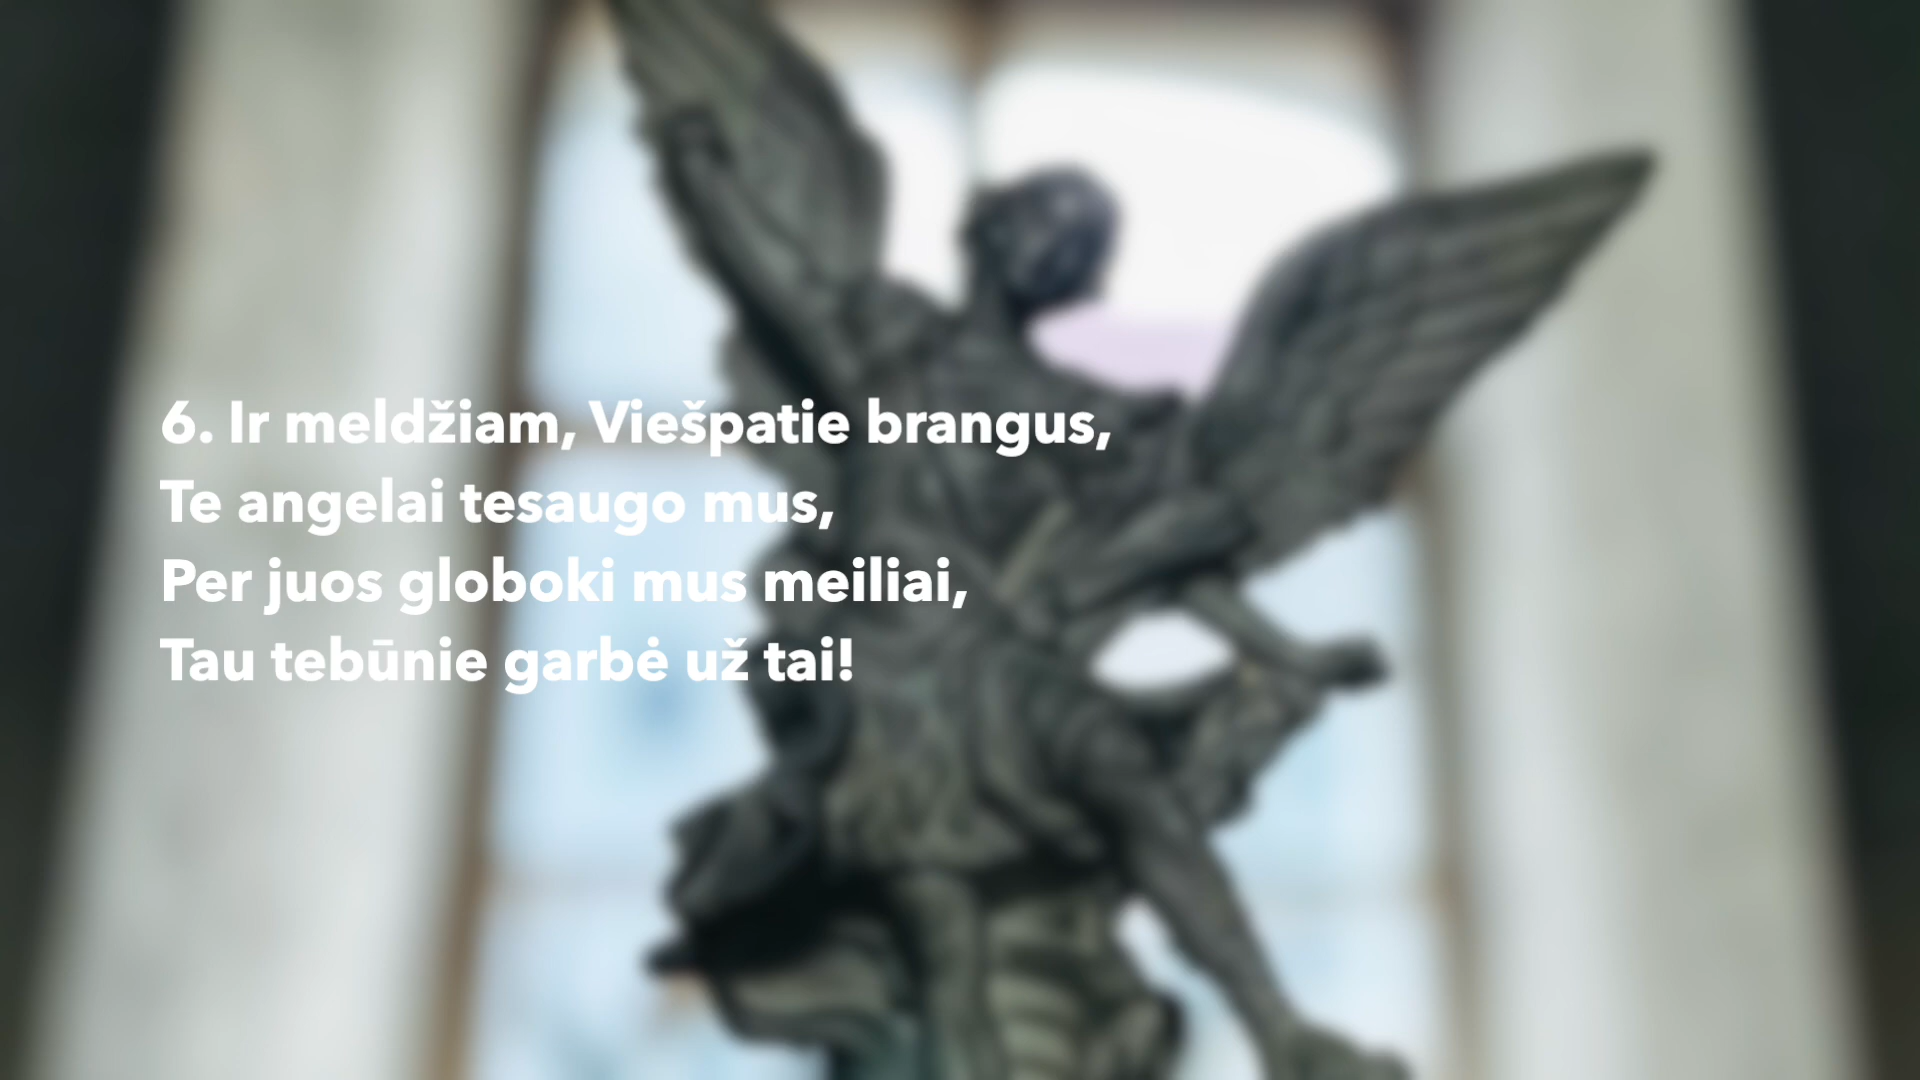 6. Ir meldžiam, Viešpatie brangus,
Te angelai tesaugo mus,
Per juos globoki mus meiliai,
Tau tebūnie garbė už tai!